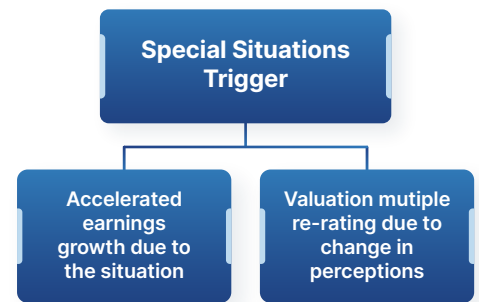 Special Situations
Trigger
Accelerated
earnings
growth due to
the situation
Valuation mutiple
re-rating due to
change in
perceptions